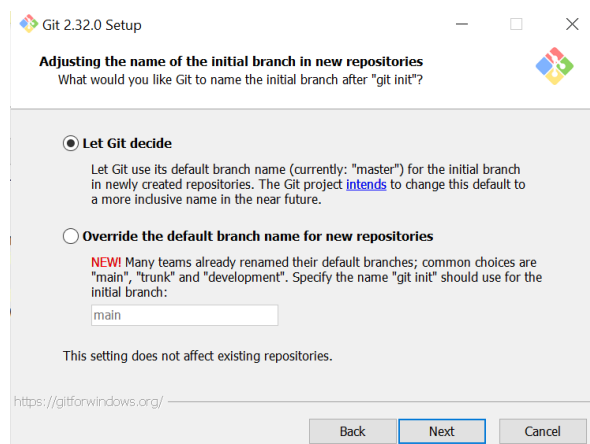 Git 2.32.0 Setup
Adjusting the name of the initial branch in new repositories
What would you like Git to name the initial branch after "git init"?
Let Git decide
Let Git use its default branch name (currently: "master") for the initial branch
in newly created repositories. The Git project intends to change this default to
a more inclusive name in the near future.
Override the default branch name for new repositories
NEW! Many teams already renamed their default branches; common choices are
"main", "trunk" and "development". Specify the name "git init" should use for the
initial branch:
main
This setting does not affect existing repositories.
https://gitforwindows.org/
Back
Next
Cancel